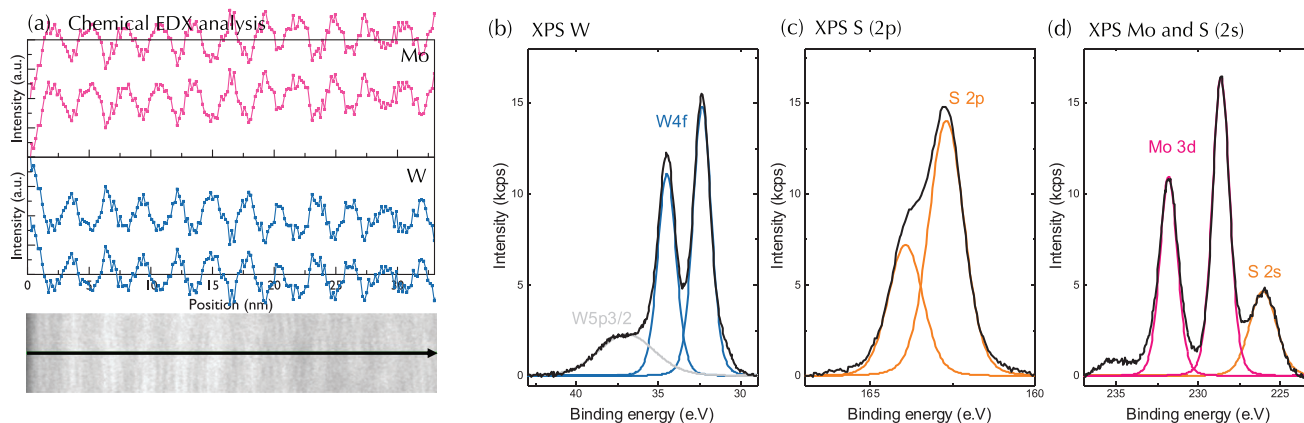 (a) Chemical EDX analysis
Mo
Intensity (a.u.)
W
Intensity (a.u.)
0 5 10 15 20 25 30
Position (nm)
(b) XPS W
15
10
5
0
Intensity (kcps)
W4f
W5p3/2
40 35 30
Binding energy (e.V)
(c) XPS S (2p)
15
10
5
0
Intensity (kcps)
S 2p
165 160
Binding energy (e.V)
(d) XPS Mo and S (2s)
15
10
5
0
Intensity (kcps)
Mo 3d
S 2s
235 230 225
Binding energy (e.V)